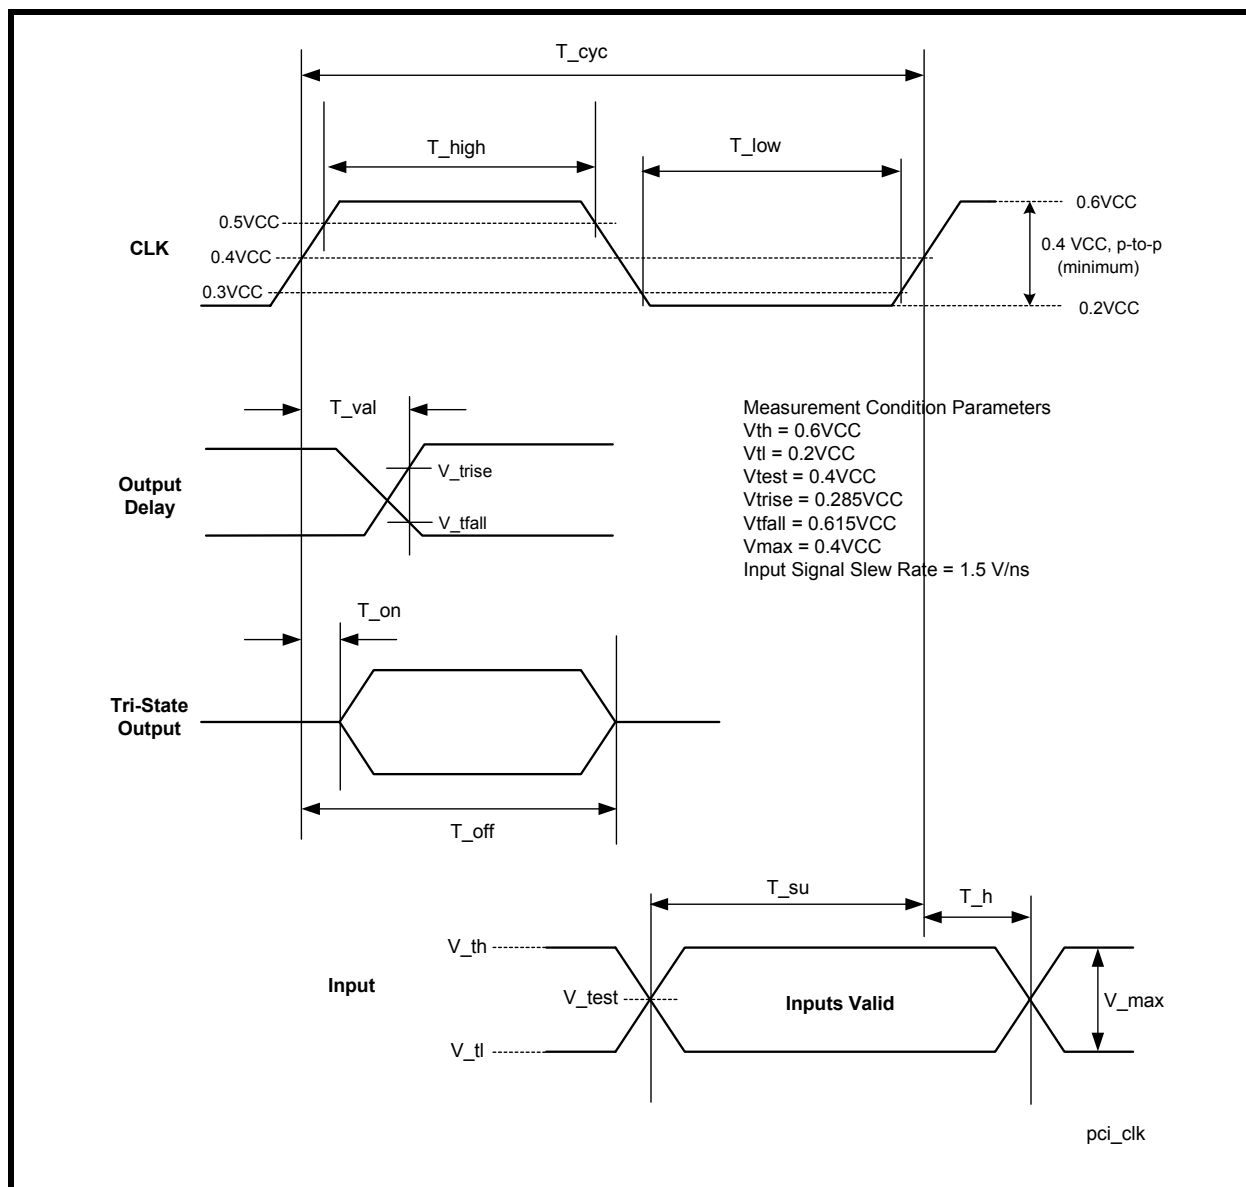 T_cyc
T_high
T_low
0.5VCC
0.6VCC
CLK
0.4VCC
0.4 VCC, p-to-p
(minimum)
0.3VCC
0.2VCC
T_val
Measurement Condition Parameters
Vth = 0.6VCC
Vtl = 0.2VCC
Vtest = 0.4VCC
Vtrise = 0.285VCC
Vtfall = 0.615VCC
Vmax = 0.4VCC
Input Signal Slew Rate = 1.5 V/ns
V_trise
Output
Delay
V_tfall
T_on
Tri-State
Output
T_off
T_su
T_h
V_th
Input
V_test
Inputs Valid
V_max
V_tl
pci_clk